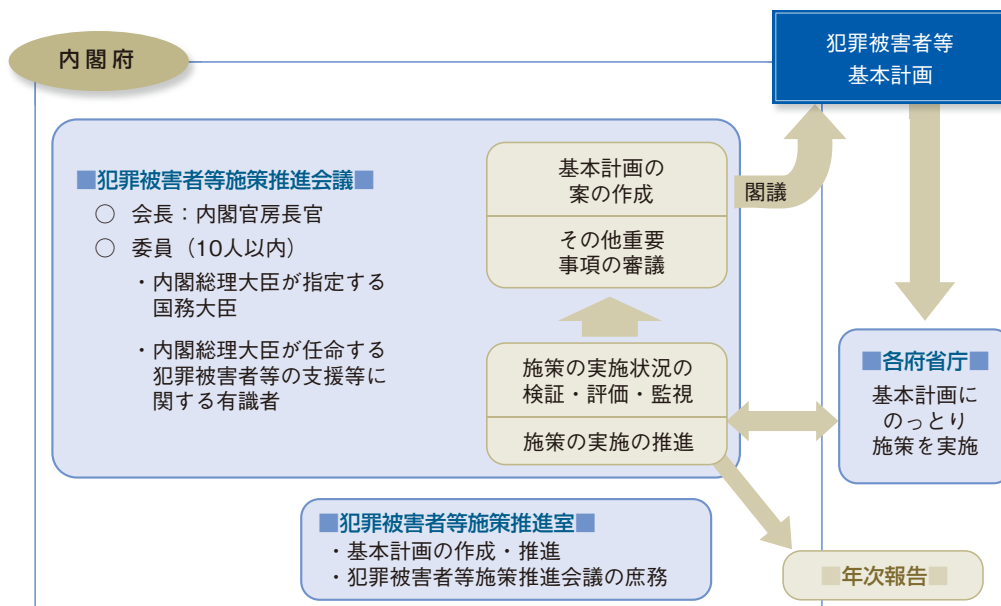 内閣府
犯罪被害者等
基本計画
■犯罪被害者等施策推進会議■
○ 会長：内閣官房長官
○ 委員（10人以内）
・内閣総理大臣が指定する
国務大臣
・内閣総理大臣が任命する
犯罪被害者等の支援等に
関する有識者
基本計画の
案の作成
その他重要
事項の審議
閣議
施策の実施状況の
検証・評価・監視
施策の実施の推進
■各府省庁■
基本計画に
のっとり
施策を実施
■犯罪被害者等施策推進室■
・基本計画の作成・推進
・犯罪被害者等施策推進会議の庶務
■年次報告■